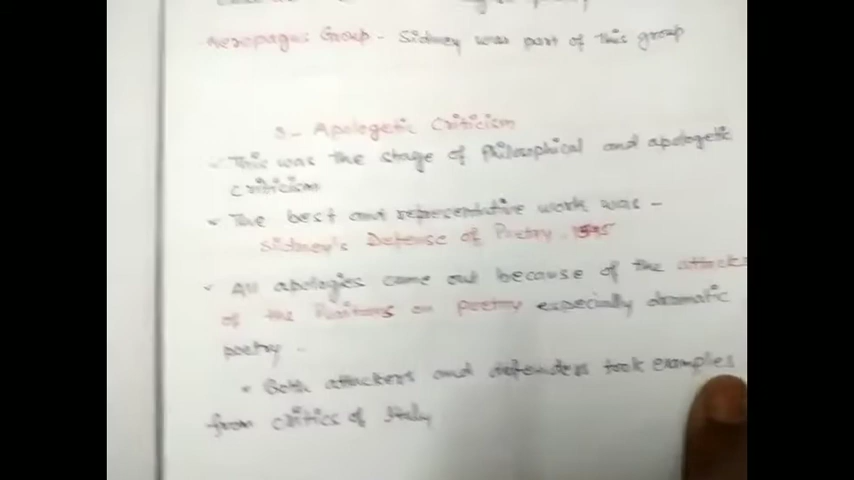 Aeropagus Group - Sidney was part of this group
3- Apologetic Criticism
This was the stage of Philosophical and apologetic
criticism
The best and representative work was -
Sidney's Defense of Poetry. 1595
All apologies came out because of the attacks
of the Puritans on poetry especially dramatic
poetry -
Both attackers and defenders took examples
from critics of Italy